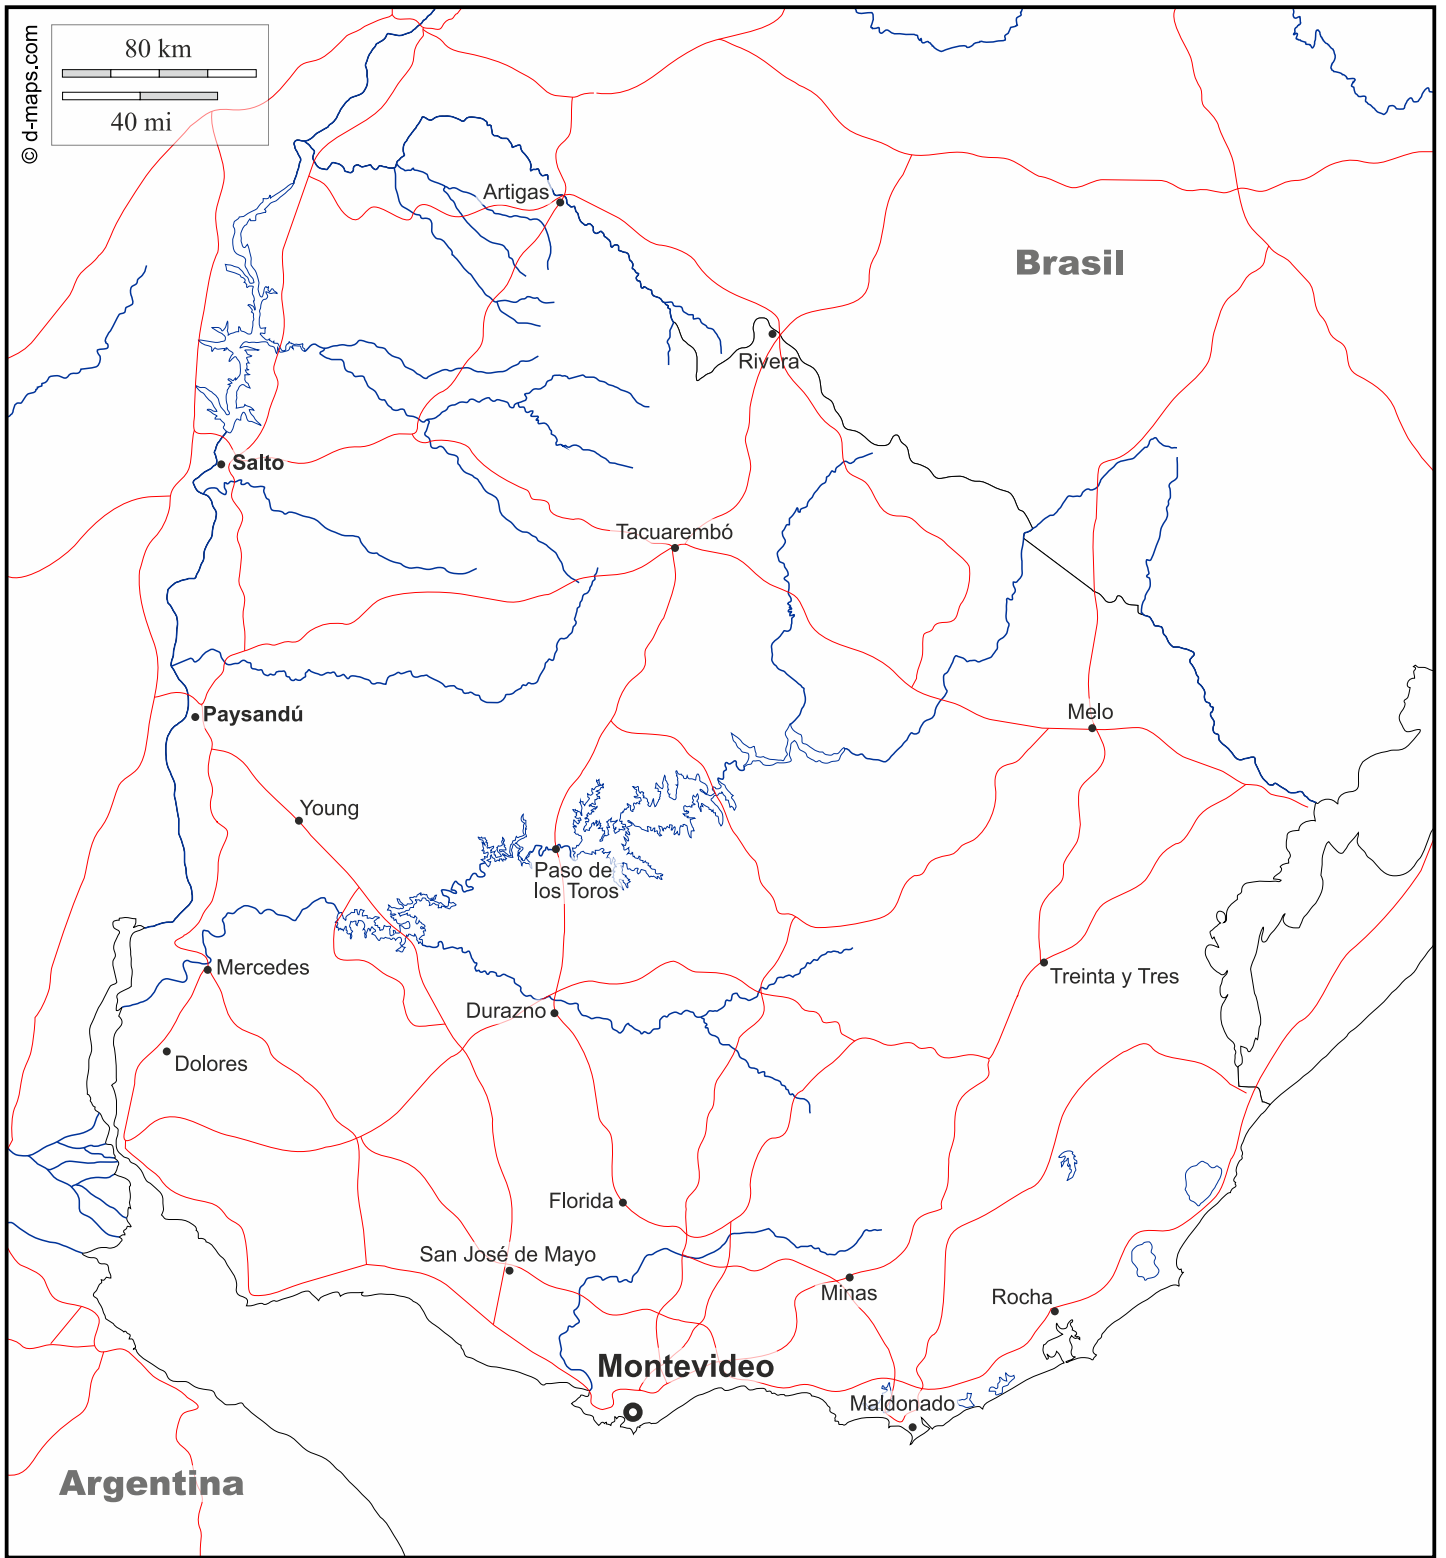 © d-maps.com
80 km
40 mi
Artigas
Brasil
Rivera
Salto
Tacuarembó
Paysandú
Melo
Young
Paso de
los Toros
Mercedes
Treinta y Tres
Durazno
Dolores
Florida
San José de Mayo
Minas
Rocha
Montevideo
Maldonado
Argentina